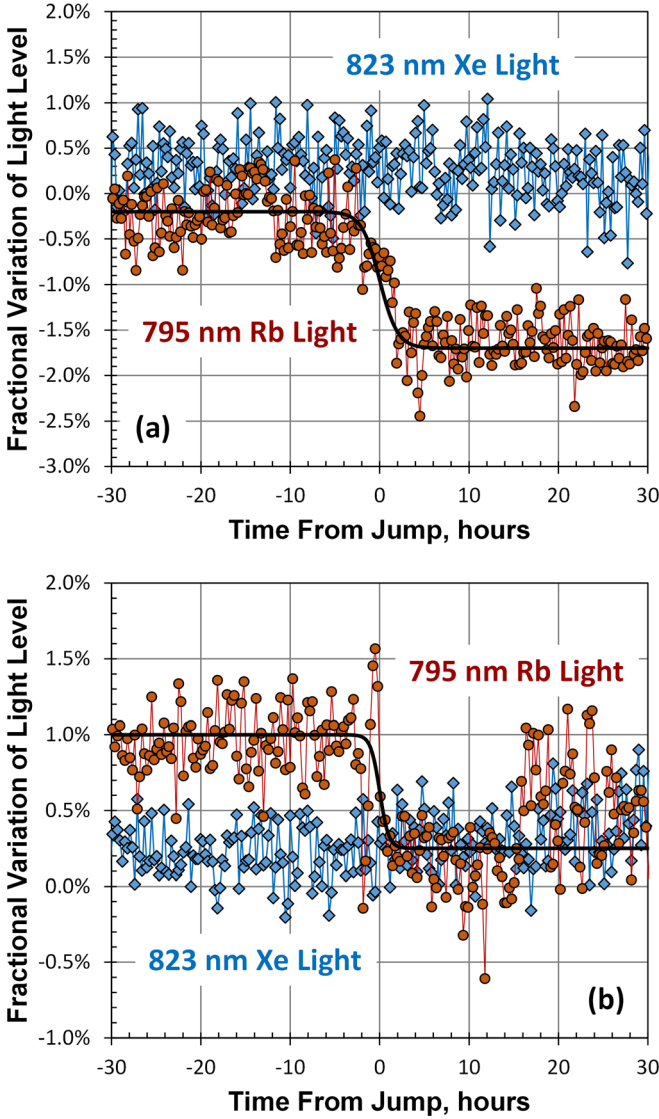 2.0%
1.5%
1.0%
0.5%
0.0%
-0.5%
-1.0%
-1.5%
-2.0%
-2.5%
-3.0%
Fractional Variation of Light Level
823 nm Xe Light
795 nm Rb Light
(a)
-30 -20 -10 0 10 20 30
Time From Jump, hours
2.0%
1.5%
1.0%
0.5%
0.0%
-0.5%
-1.0%
Fractional Variation of Light Level
795 nm Rb Light
823 nm Xe Light
(b)
-30 -20 -10 0 10 20 30
Time From Jump, hours